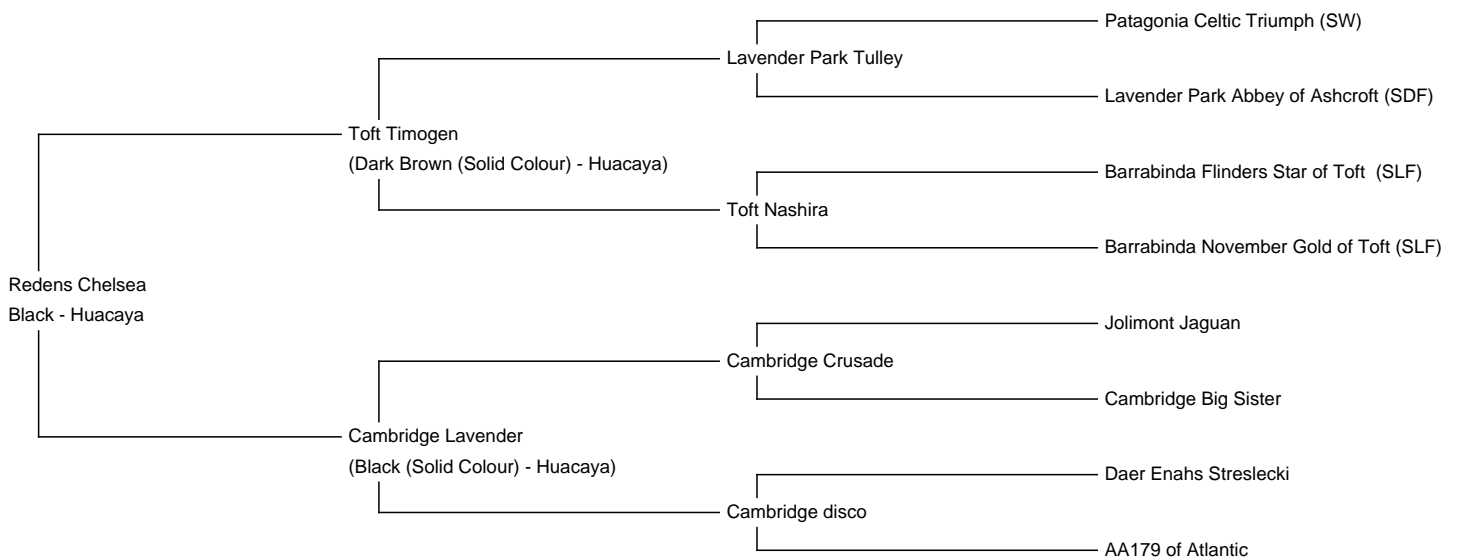 Patagonia Celtic Triumph (SW)
Lavender Park Tulley
Lavender Park Abbey of Ashcroft (SDF)
Toft Timogen
(Dark Brown (Solid Colour) - Huacaya)
Barrabinda Flinders Star of Toft  (SLF)
Toft Nashira
Barrabinda November Gold of Toft (SLF)
Redens Chelsea
Black - Huacaya
Jolimont Jaguan
Cambridge Crusade
Cambridge Big Sister
Cambridge Lavender
(Black (Solid Colour) - Huacaya)
Daer Enahs Streslecki
Cambridge disco
AA179 of Atlantic